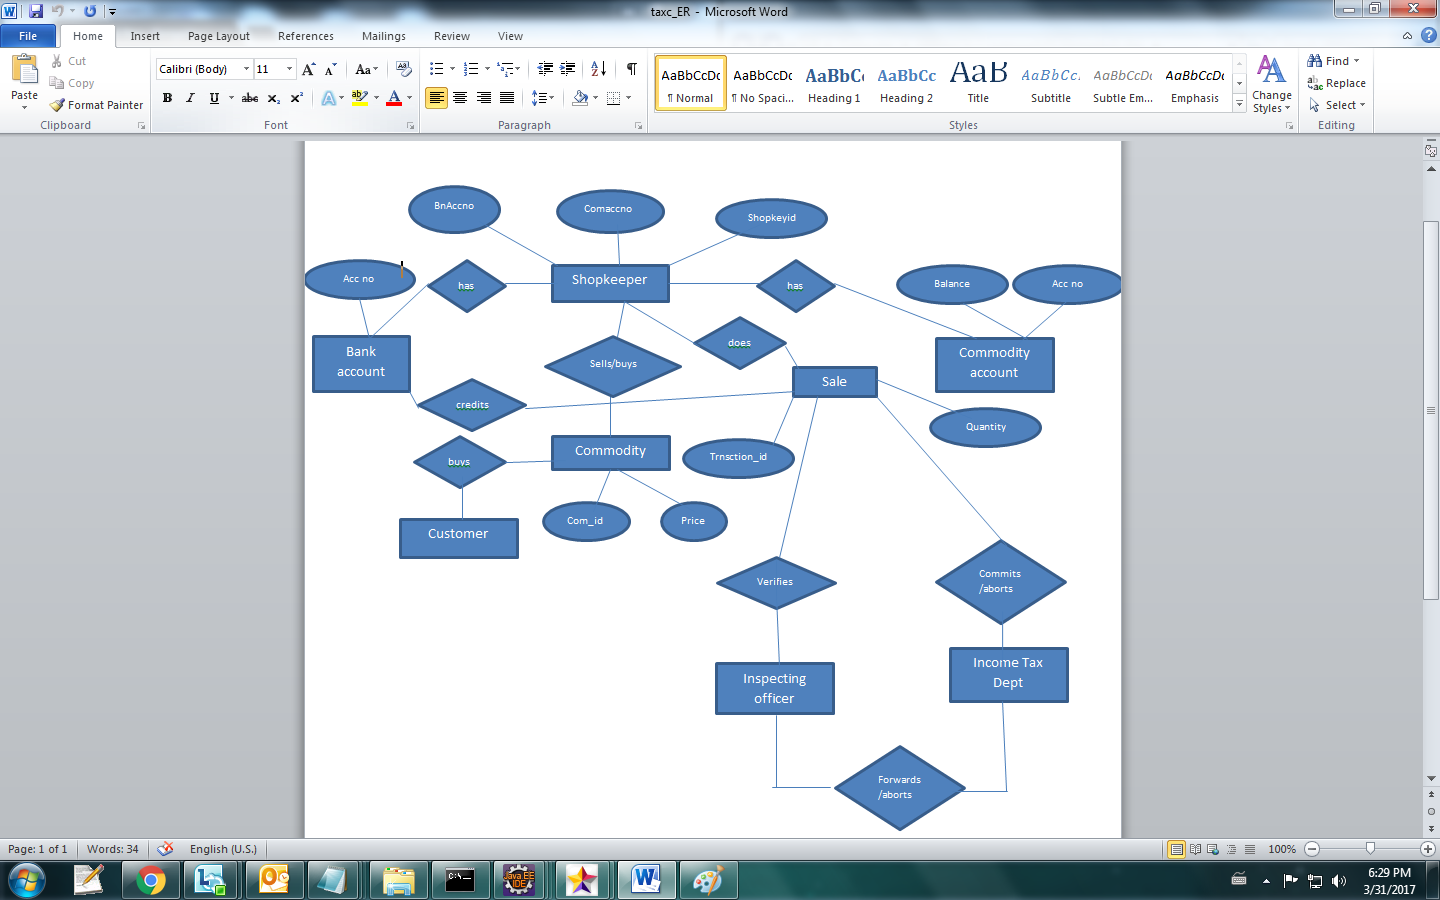 taxc_ER - Microsoft Word
File Home Insert Page Layout References Mailings Review View
Paste
Cut
Copy
Format Painter
Clipboard
Calibri (Body) 11
Font
Paragraph
AaBbCcDc AaBbCcDc AaBbCc AaBbCc AaB AaBbCc. AaBbCcDc AaBbCcDc
¶ Normal ¶ No Spaci... Heading 1 Heading 2 Title Subtitle Subtle Em... Emphasis
Styles
Change
Styles
Find
Replace
Select
Editing
BnAccno
Comaccno
Shopkeyid
Acc no
has
Shopkeeper
has
Balance
Acc no
Bank
account
Sells/buys
does
Commodity
account
Sale
credits
Quantity
buys
Commodity
Trnsction_id
Com_id
Price
Customer
Verifies
Commits
/aborts
Inspecting
officer
Income Tax
Dept
Forwards
/aborts
Page: 1 of 1 Words: 34 English (U.S.) 100%
C:\
Java EE
IDE
6:29 PM
3/31/2017